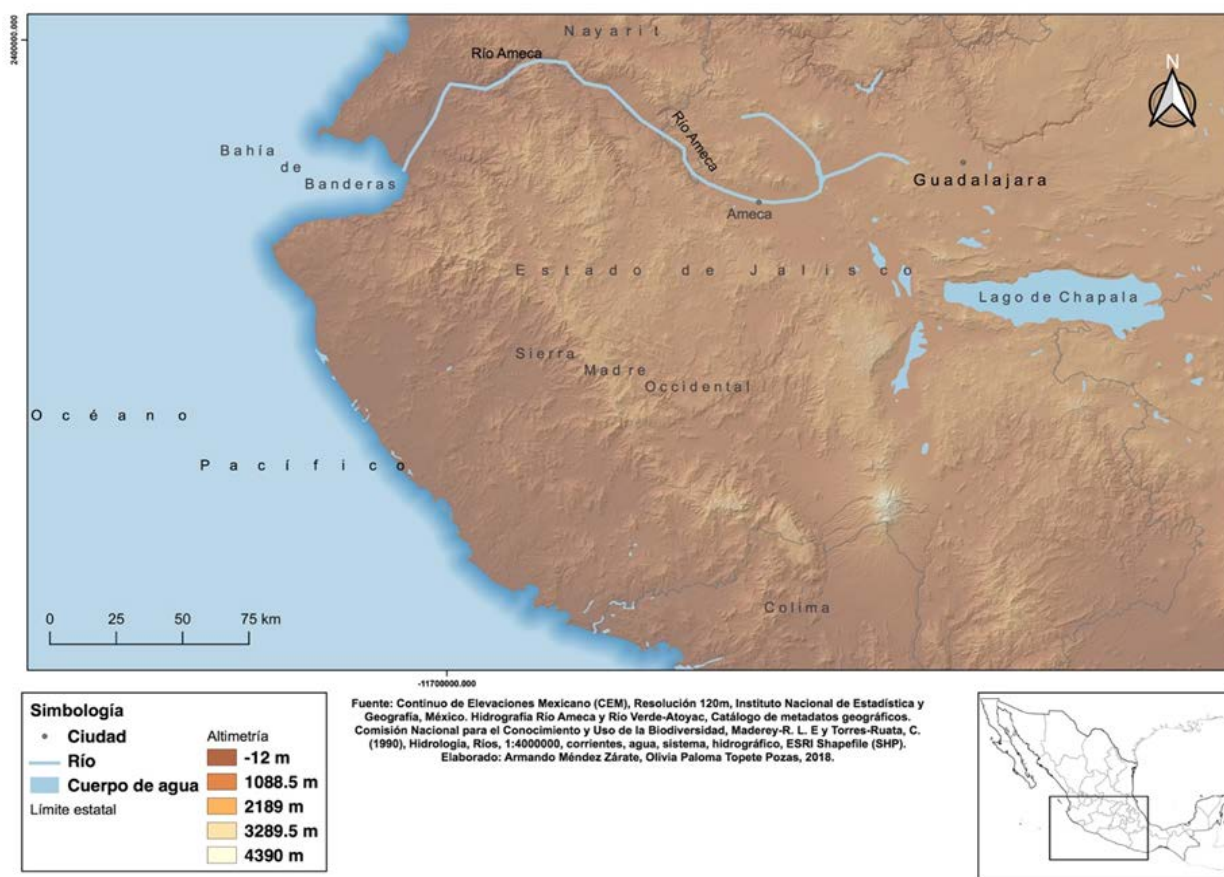 2400000.000
Nayarit
Río Ameca
N
Río Ameca
Bahía
de
Banderas
Guadalajara
Ameca
Estado de Jalisco
Lago de Chapala
Sierra
Madre
Occidental
Océano
Pacífico
Colima
0 25 50 75 km
-11700000.000
Simbología
Ciudad
Río
Cuerpo de agua
Límite estatal
Altimetría
-12 m
1088.5 m
2189 m
3289.5 m
4390 m
Fuente: Continuo de Elevaciones Mexicano (CEM), Resolución 120m, Instituto Nacional de Estadística y
Geografía, México. Hidrografía Río Ameca y Río Verde-Atoyac, Catálogo de metadatos geográficos.
Comisión Nacional para el Conocimiento y Uso de la Biodiversidad, Maderey-R. L. E y Torres-Ruata, C.
(1990), Hidrología, Ríos, 1:4000000, corrientes, agua, sistema, hidrográfico, ESRI Shapefile (SHP).
Elaborado: Armando Méndez Zárate, Olivia Paloma Topete Pozas, 2018.